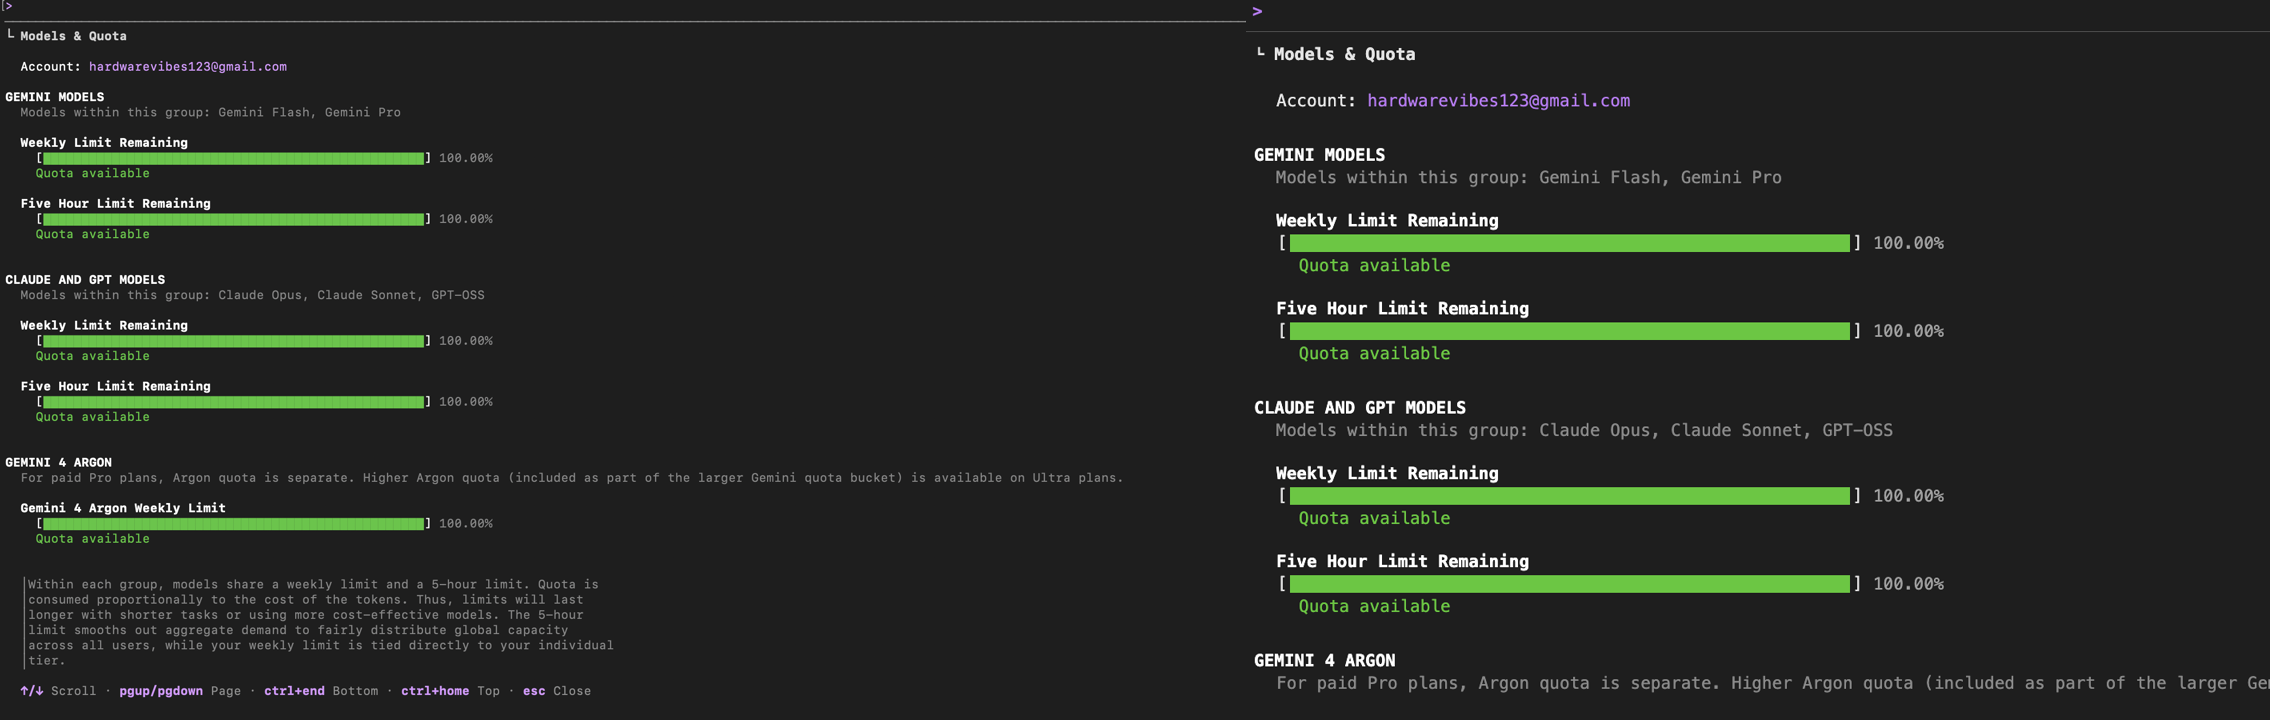 [>
└ Models & Quota
Account: hardwarevibes123@gmail.com
GEMINI MODELS
Models within this group: Gemini Flash, Gemini Pro
Weekly Limit Remaining
[] 100.00%
Quota available
Five Hour Limit Remaining
[] 100.00%
Quota available
CLAUDE AND GPT MODELS
Models within this group: Claude Opus, Claude Sonnet, GPT-OSS
Weekly Limit Remaining
[] 100.00%
Quota available
Five Hour Limit Remaining
[] 100.00%
Quota available
GEMINI 4 ARGON
For paid Pro plans, Argon quota is separate. Higher Argon quota (included as part of the larger Gemini quota bucket) is available on Ultra plans.
Gemini 4 Argon Weekly Limit
[] 100.00%
Quota available
Within each group, models share a weekly limit and a 5-hour limit. Quota is
consumed proportionally to the cost of the tokens. Thus, limits will last
longer with shorter tasks or using more cost-effective models. The 5-hour
limit smooths out aggregate demand to fairly distribute global capacity
across all users, while your weekly limit is tied directly to your individual
tier.
↑/↓ Scroll · pgup/pgdown Page · ctrl+end Bottom · ctrl+home Top · esc Close
>
└ Models & Quota
Account: hardwarevibes123@gmail.com
GEMINI MODELS
Models within this group: Gemini Flash, Gemini Pro
Weekly Limit Remaining
[] 100.00%
Quota available
Five Hour Limit Remaining
[] 100.00%
Quota available
CLAUDE AND GPT MODELS
Models within this group: Claude Opus, Claude Sonnet, GPT-OSS
Weekly Limit Remaining
[] 100.00%
Quota available
Five Hour Limit Remaining
[] 100.00%
Quota available
GEMINI 4 ARGON
For paid Pro plans, Argon quota is separate. Higher Argon quota (included as part of the larger Ge